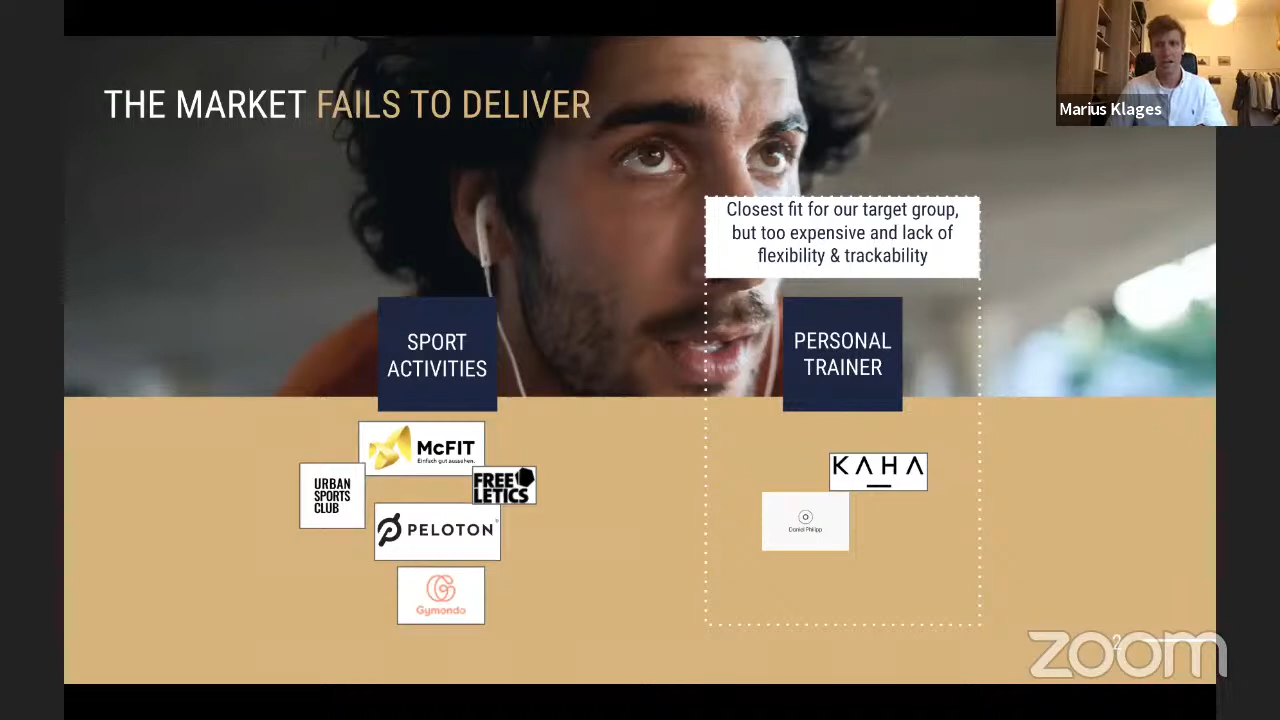 THE MARKET FAILS TO DELIVER
Marius Klages
Closest fit for our target group,
but too expensive and lack of
flexibility & trackability
SPORT
ACTIVITIES
PERSONAL
TRAINER
McFIT
Einfach gut aussehen.
URBAN
SPORTS
CLUB
FREE
LETICS
PELOTON
Gymondo
KAHA
Daniel Philipp
2
zoom